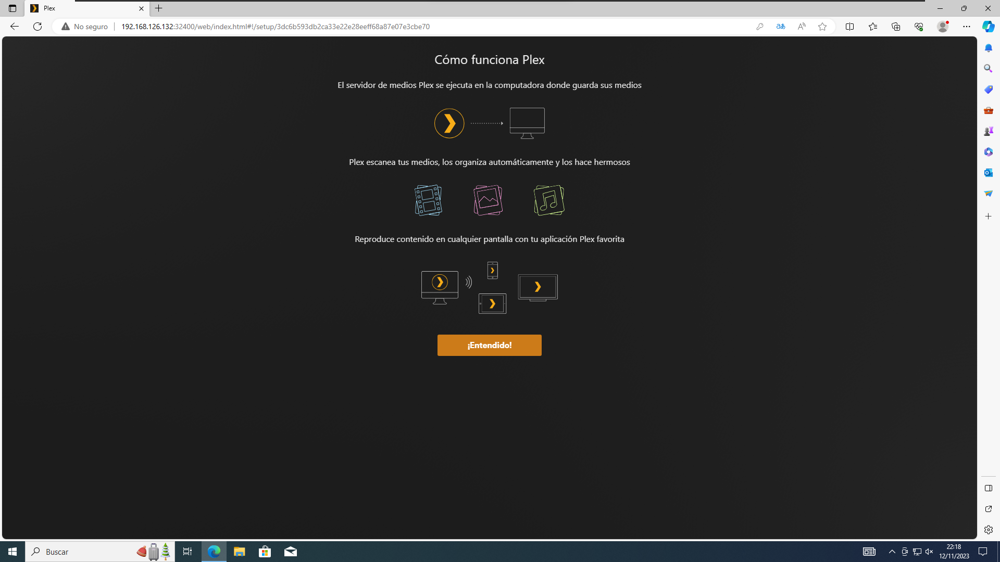 Plex
No seguro
192.168.126.132:32400/web/index.html#!/setup/3dc6b593db2ca33e22e28eeff68a87e07e3cbe70
Cómo funciona Plex
El servidor de medios Plex se ejecuta en la computadora donde guarda sus medios
Plex escanea tus medios, los organiza automáticamente y los hace hermosos
Reproduce contenido en cualquier pantalla con tu aplicación Plex favorita
¡Entendido!
Buscar
22:18
12/11/2023